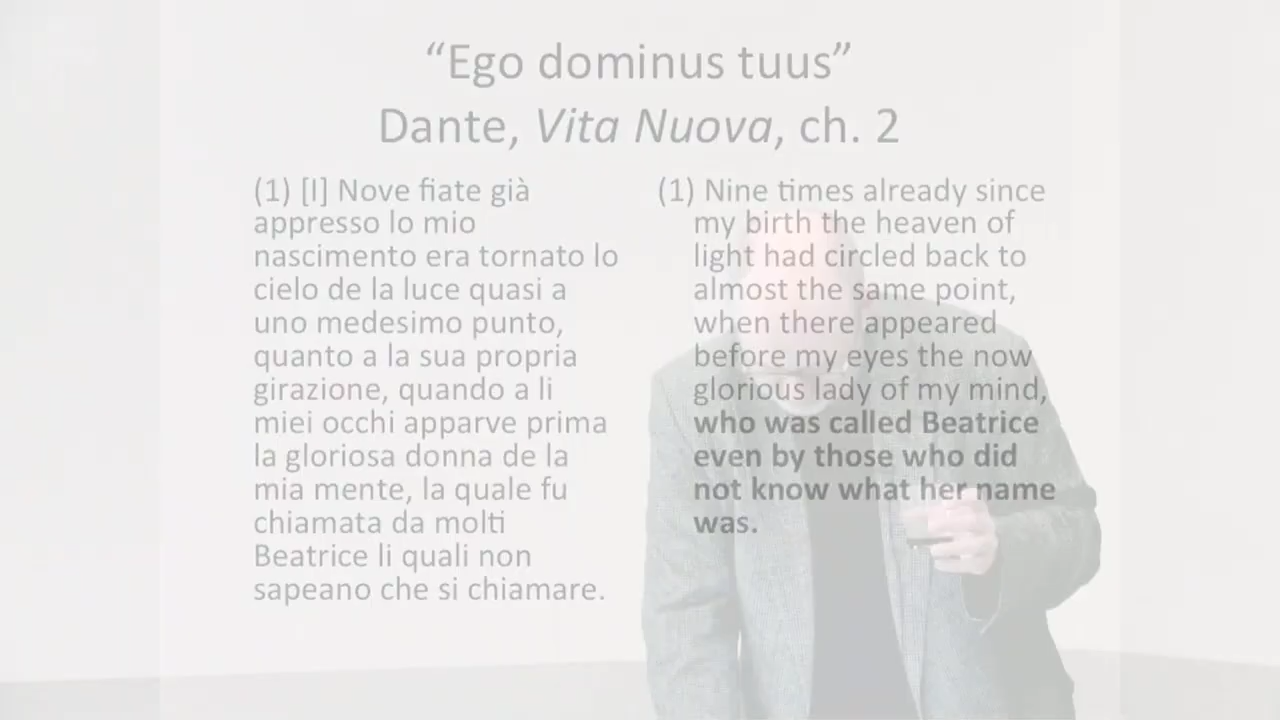 “Ego dominus tuus”
Dante, Vita Nuova, ch. 2
(1) [I] Nove fiate già
appresso lo mio
nascimento era tornato lo
cielo de la luce quasi a
uno medesimo punto,
quanto a la sua propria
girazione, quando a li
miei occhi apparve prima
la gloriosa donna de la
mia mente, la quale fu
chiamata da molti
Beatrice li quali non
sapeano che si chiamare.
(1) Nine times already since
my birth the heaven of
light had circled back to
almost the same point,
when there appeared
before my eyes the now
glorious lady of my mind,
who was called Beatrice
even by those who did
not know what her name
was.